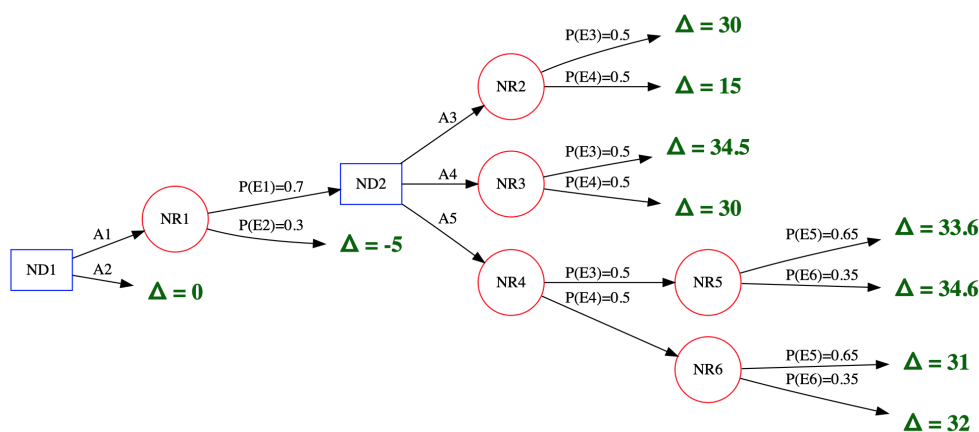 P(E3)=0.5
Δ = 30
NR2
P(E4)=0.5
Δ = 15
A3
P(E3)=0.5
Δ = 34.5
P(E1)=0.7
ND2
A4
NR3
P(E4)=0.5
Δ = 30
A1
NR1
P(E2)=0.3
Δ = -5
A5
P(E5)=0.65
Δ = 33.6
ND1
A2
Δ = 0
NR4
P(E3)=0.5
P(E4)=0.5
NR5
P(E6)=0.35
Δ = 34.6
NR6
P(E5)=0.65
Δ = 31
P(E6)=0.35
Δ = 32